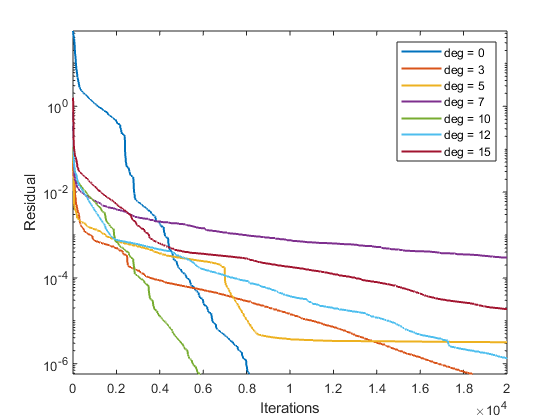 deg = 0
deg = 3
deg = 5
deg = 7
deg = 10
deg = 12
deg = 15
10^0
10^-2
10^-4
10^-6
Residual
0 0.2 0.4 0.6 0.8 1 1.2 1.4 1.6 1.8 2.0
Iterations
×10^4